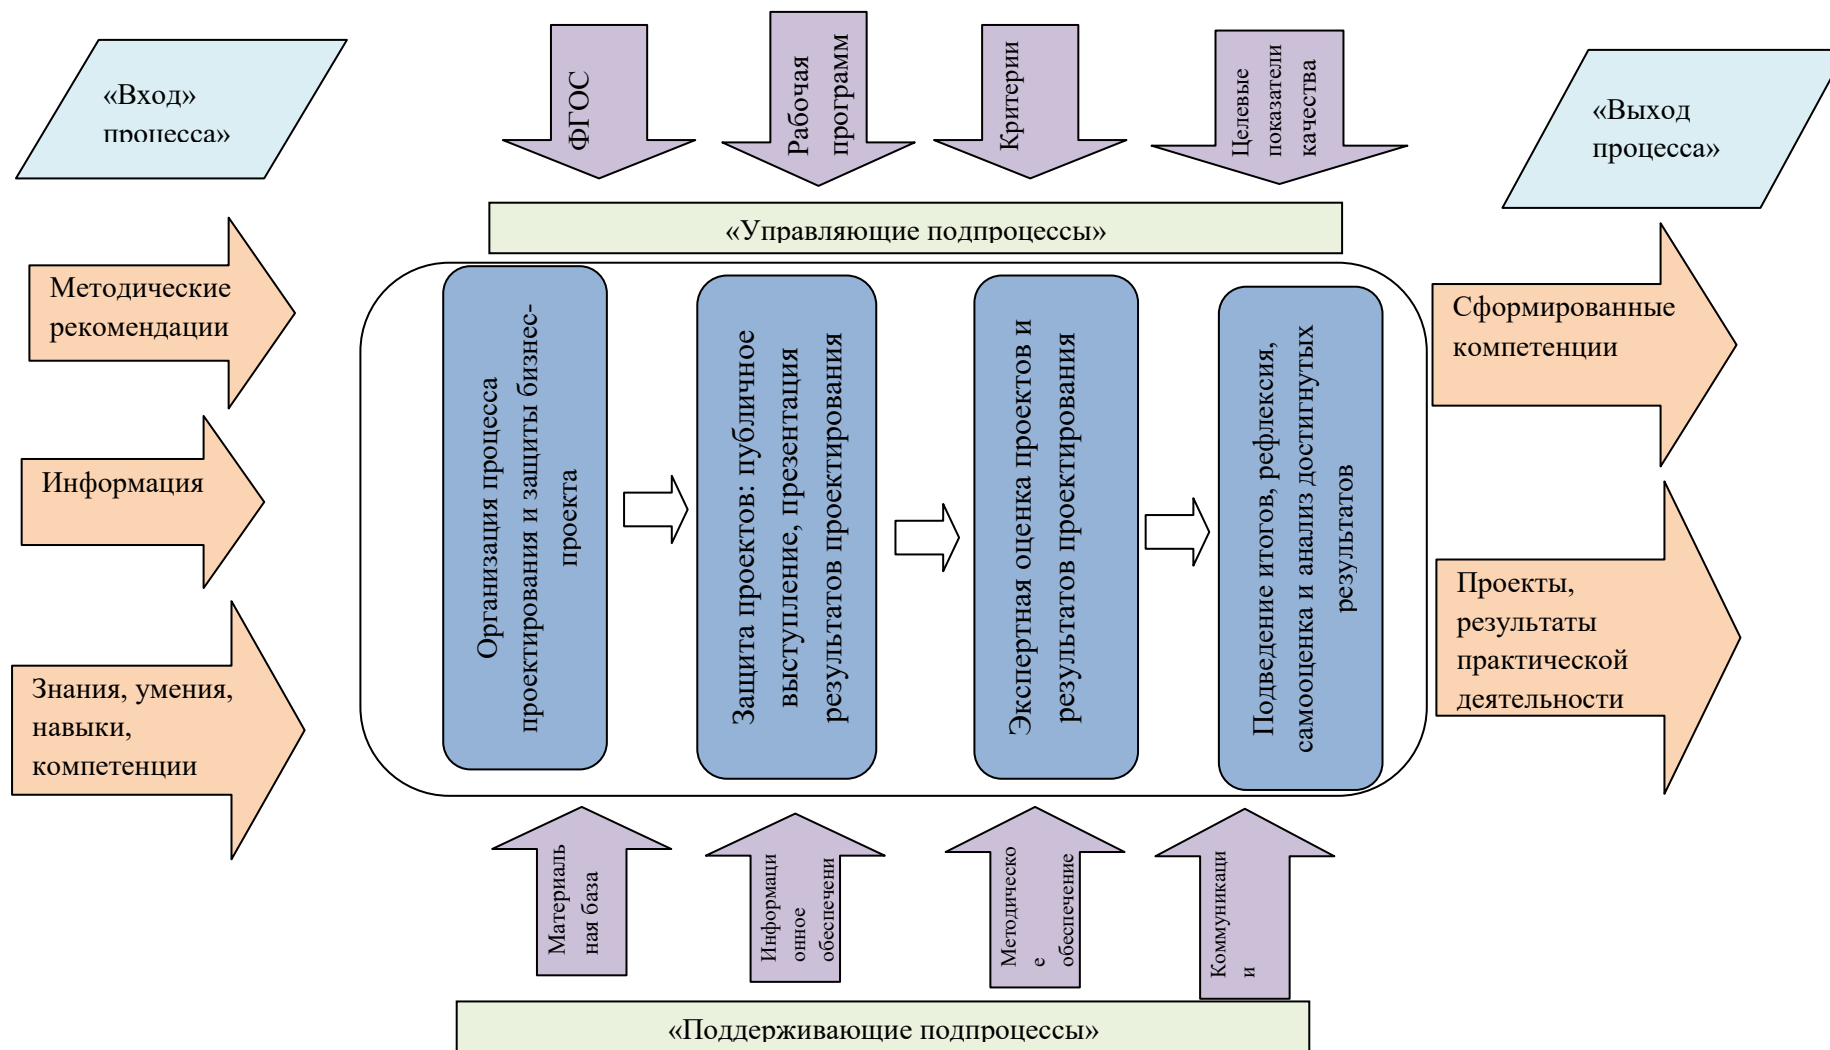 «Вход»
процесса»
ФГОС
Рабочая
программ
Критерии
Целевые
показатели
качества
«Выход
процесса»
«Управляющие подпроцессы»
Методические
рекомендации
Информация
Знания, умения,
навыки,
компетенции
Организация процесса
проектирования и защиты бизнес-
проекта
Защита проектов: публичное
выступление, презентация
результатов проектирования
Экспертная оценка проектов и
результатов проектирования
Подведение итогов, рефлексия,
самооценка и анализ достигнутых
результатов
Сформированные
компетенции
Проекты,
результаты
практической
деятельности
Материаль
ная база
Информаци
онное
обеспечени
Методическо
е
обеспечение
Коммуникаци
и
«Поддерживающие подпроцессы»